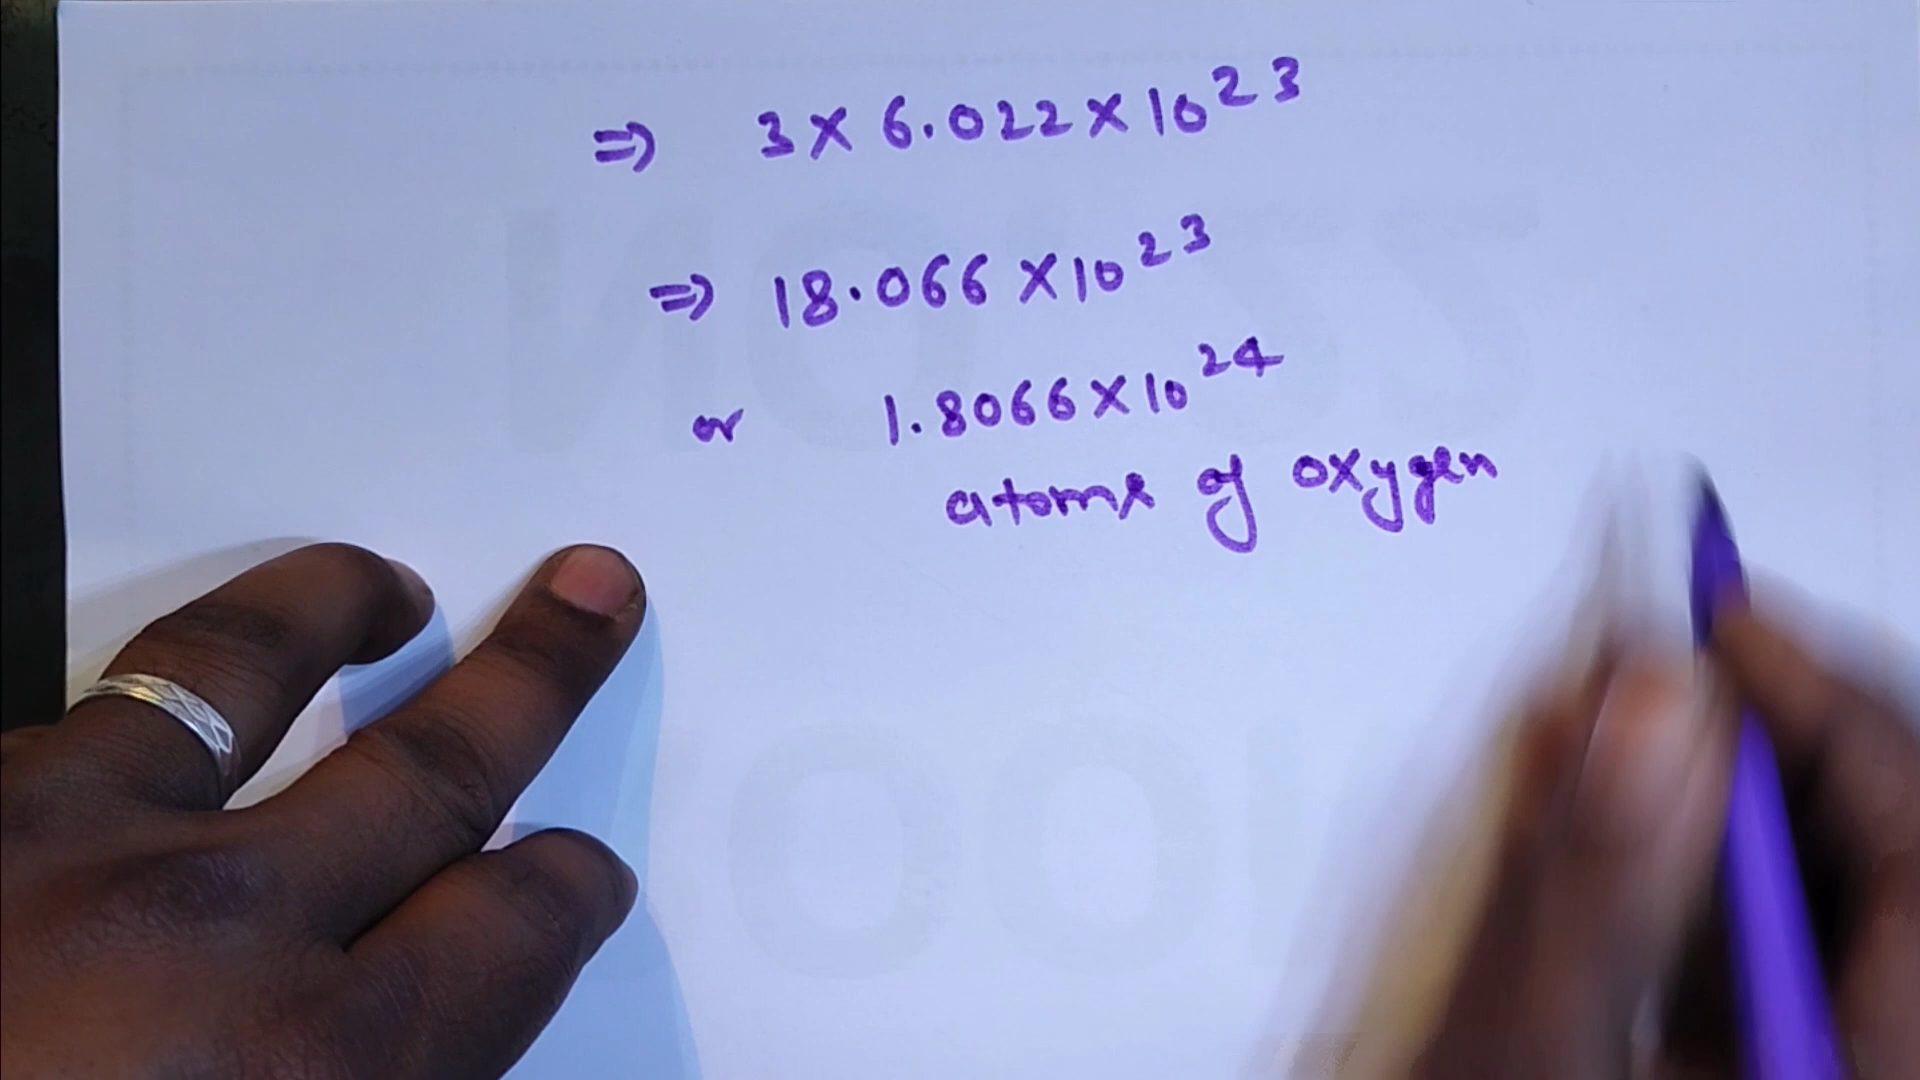 ⇒ 3 × 6.022 × 10²³
⇒ 18.066 × 10²³
or 1.8066 × 10²⁴
atoms of oxygen